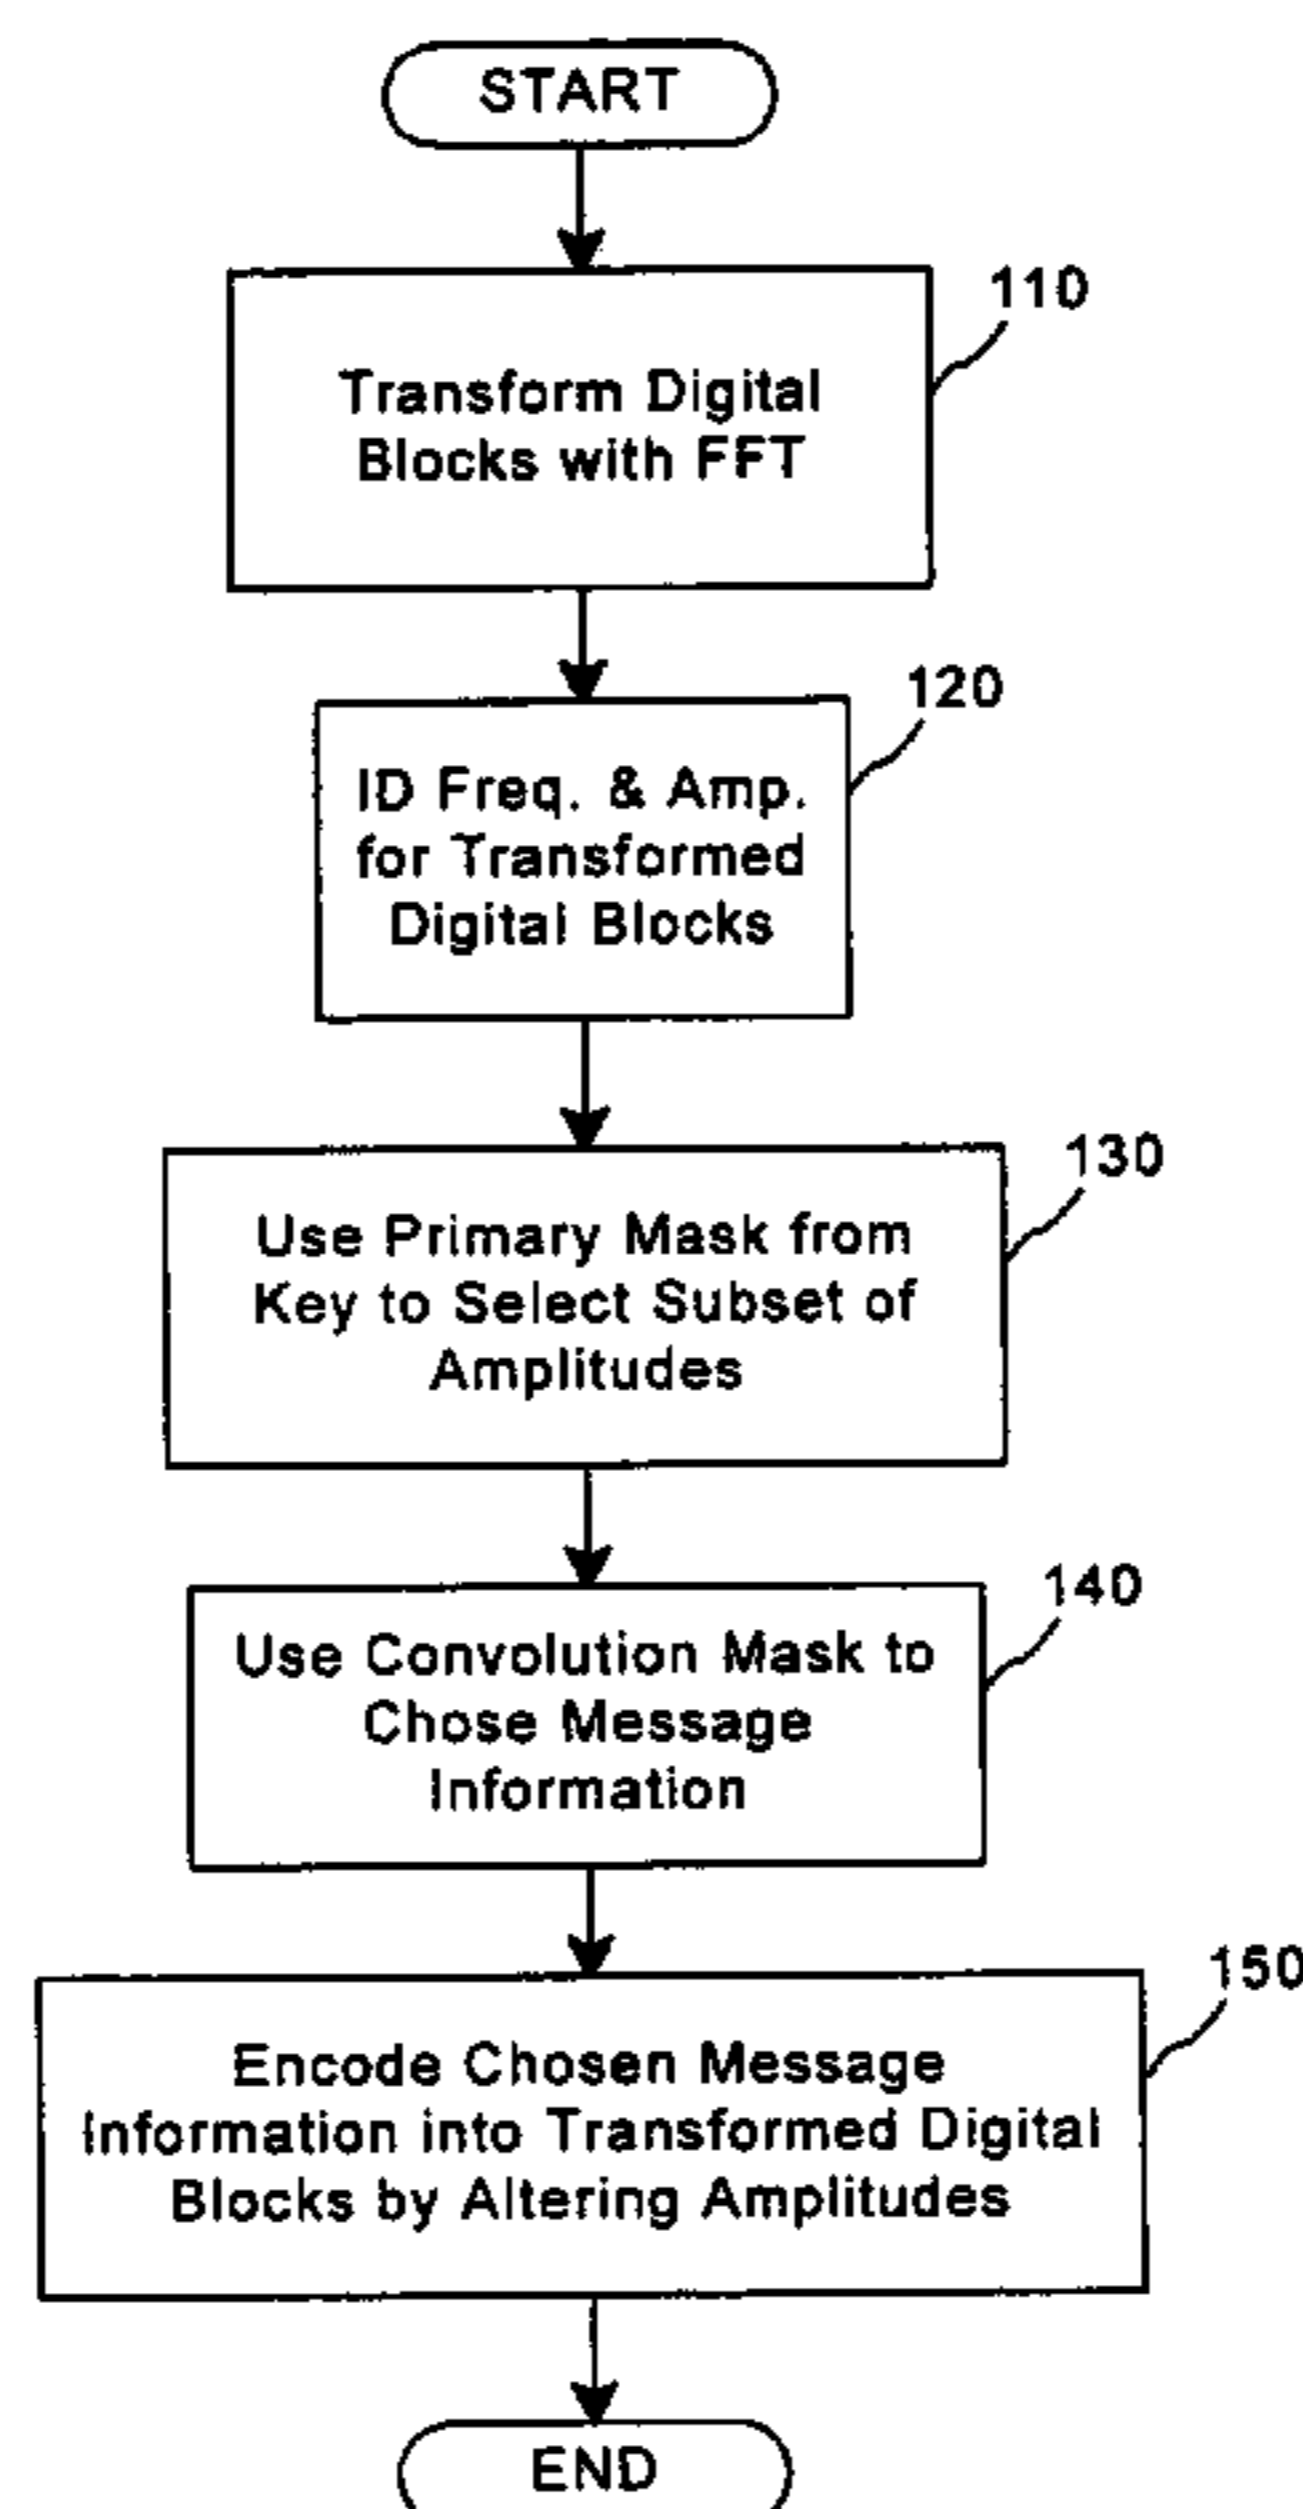 START
110
Transform Digital
Blocks with FFT
120
ID Freq. & Amp.
for Transformed
Digital Blocks
130
Use Primary Mask from
Key to Select Subset of
Amplitudes
140
Use Convolution Mask to
Chose Message
Information
150
Encode Chosen Message
Information into Transformed Digital
Blocks by Altering Amplitudes
END